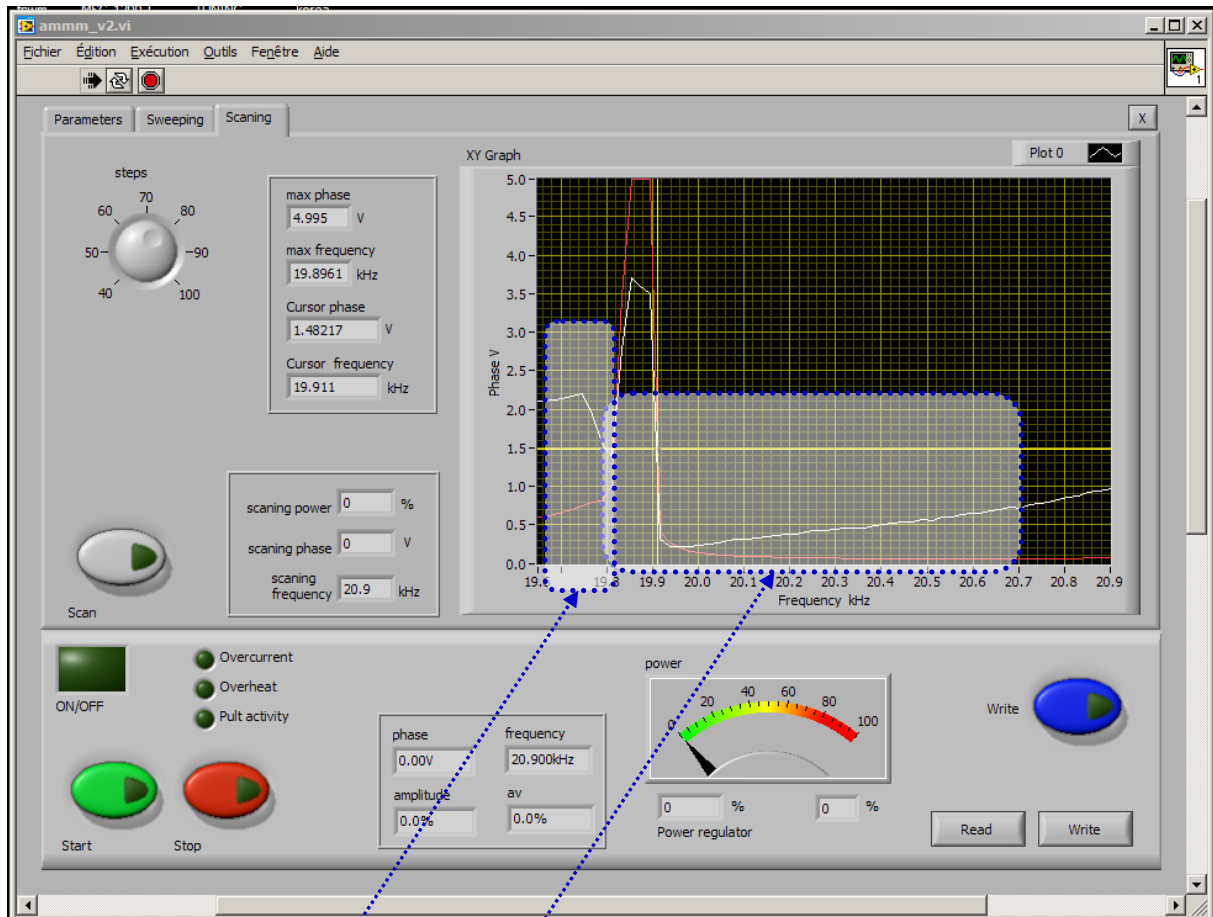 ammm_v2.vi
Fichier Édition Exécution Outils Fenêtre Aide
1
Parameters Sweeping Scaning X
steps
40 50 60 70 80 90 100
max phase
4.995 V
max frequency
19.8961 kHz
Cursor phase
1.48217 V
Cursor frequency
19.911 kHz
XY Graph
Plot 0
Phase V
5.0
4.5
4.0
3.5
3.0
2.5
2.0
1.5
1.0
0.5
0.0
19.8 19.9 20.0 20.1 20.2 20.3 20.4 20.5 20.6 20.7 20.8 20.9
Frequency kHz
scaning power 0 %
scaning phase 0 V
scaning
frequency 20.9 kHz
Scan
ON/OFF
Overcurrent
Overheat
Pult activity
Start Stop
phase frequency
0.00V 20.900kHz
amplitude av
0.0% 0.0%
power
0 20 40 60 80 100
0 % 0 %
Power regulator
Write
Read Write